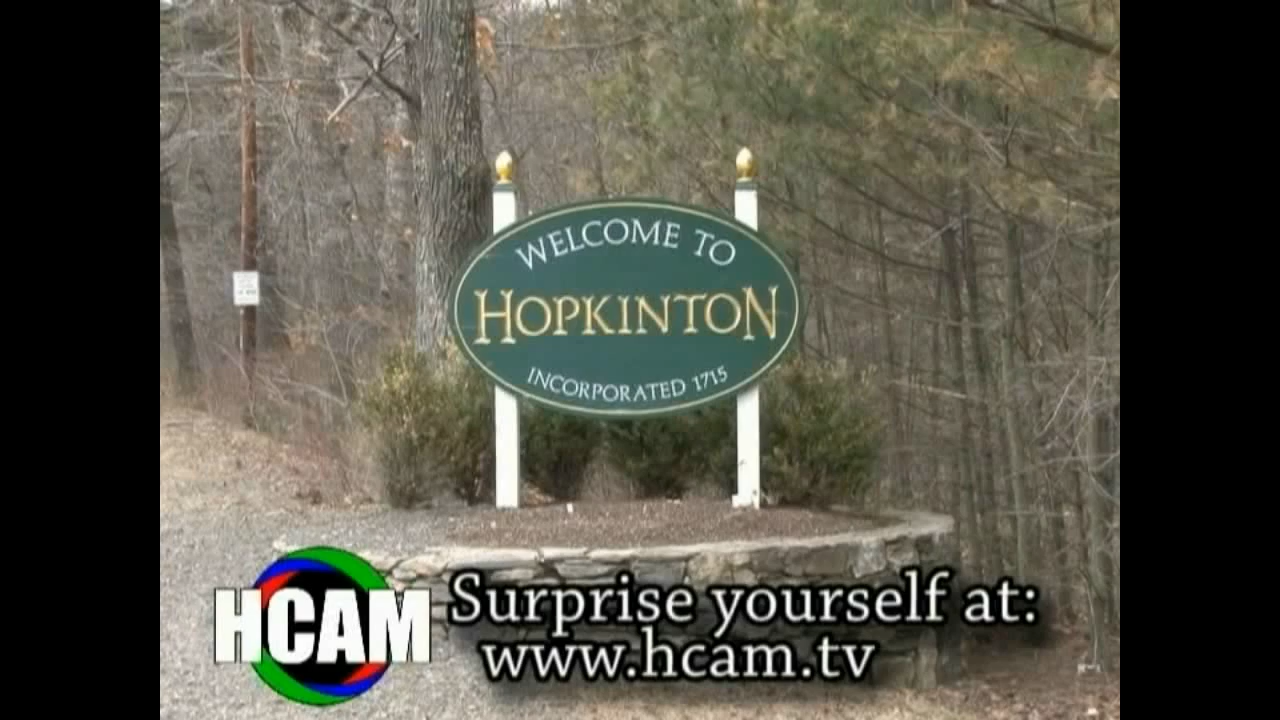 WELCOME TO
HOPKINTON
INCORPORATED 1715
HCAM
Surprise yourself at:
www.hcam.tv